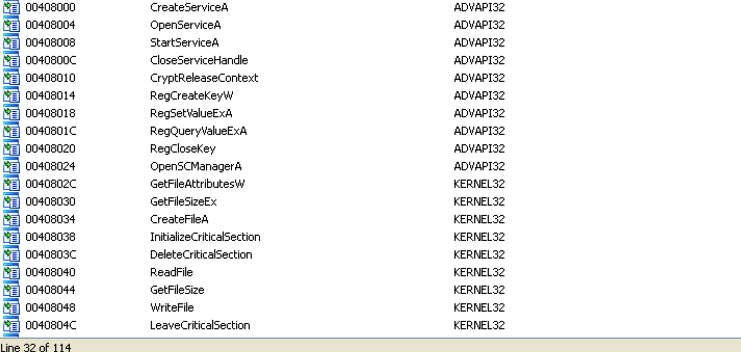 00408000 CreateServiceA ADVAPI32
00408004 OpenServiceA ADVAPI32
00408008 StartServiceA ADVAPI32
0040800C CloseServiceHandle ADVAPI32
00408010 CryptReleaseContext ADVAPI32
00408014 RegCreateKeyW ADVAPI32
00408018 RegSetValueExA ADVAPI32
0040801C RegQueryValueExA ADVAPI32
00408020 RegCloseKey ADVAPI32
00408024 OpenSCManagerA ADVAPI32
0040802C GetFileAttributesW KERNEL32
00408030 GetFileSizeEx KERNEL32
00408034 CreateFileA KERNEL32
00408038 InitializeCriticalSection KERNEL32
0040803C DeleteCriticalSection KERNEL32
00408040 ReadFile KERNEL32
00408044 GetFileSize KERNEL32
00408048 WriteFile KERNEL32
0040804C LeaveCriticalSection KERNEL32
Line 32 of 114